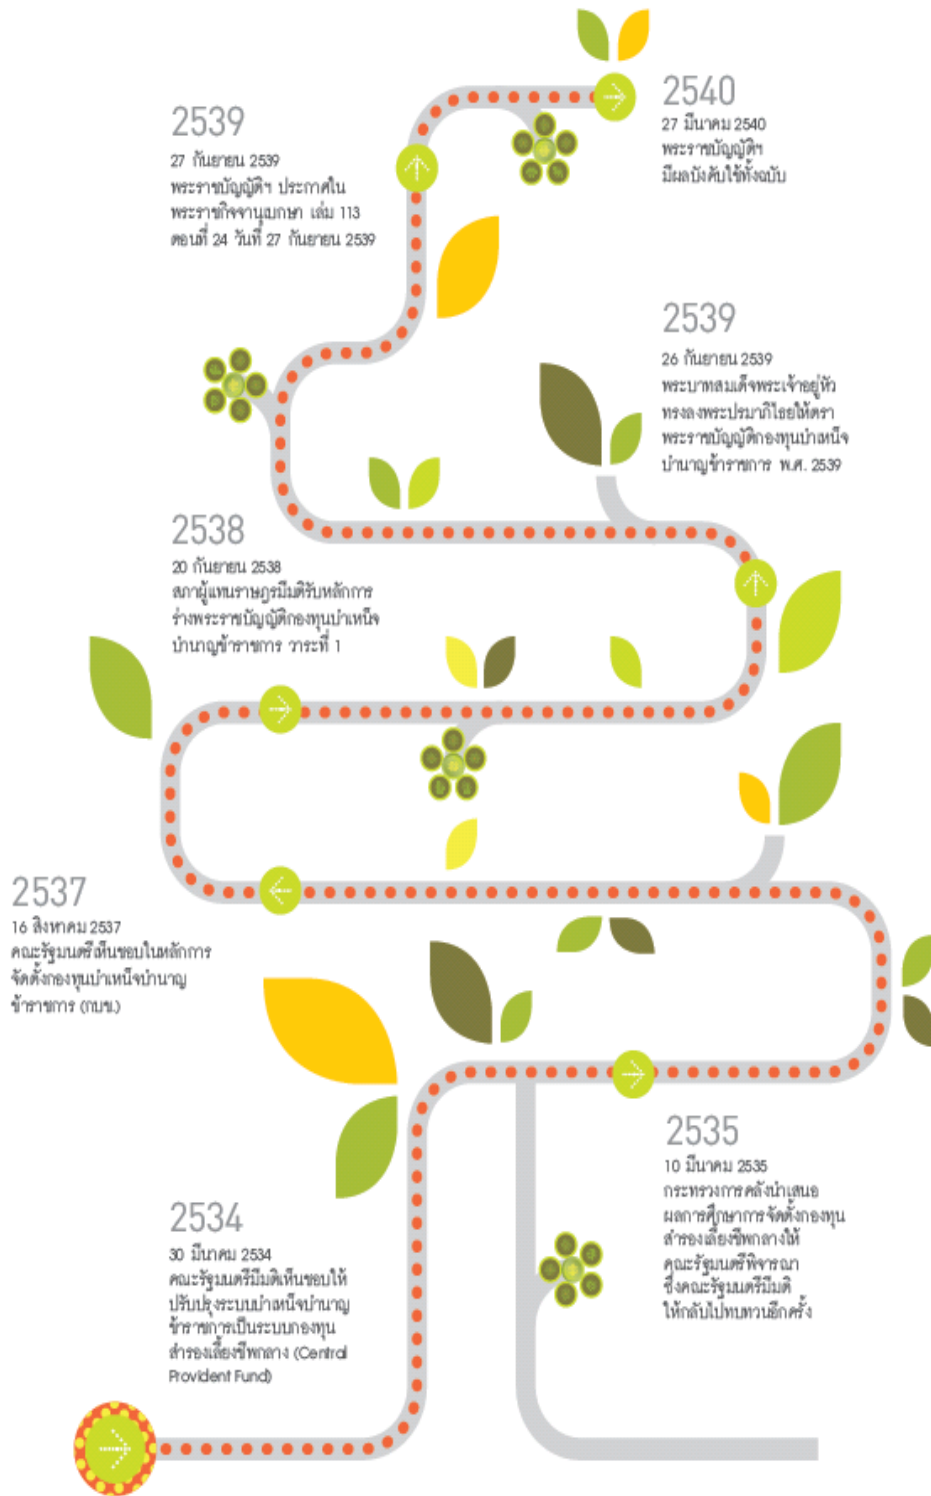 2540
27 มีนาคม 2540
พระราชบัญญัติฯ
มีผลบังคับใช้ทั้งฉบับ
2539
27 กันยายน 2539
พระราชบัญญัติฯ ประกาศใน
พระราชกิจจานุเบกษา เล่ม 113
ตอนที่ 24 วันที่ 27 กันยายน 2539
2539
26 กันยายน 2539
พระบาทสมเด็จพระเจ้าอยู่หัว
ทรงลงพระปรมาภิไธยให้ตรา
พระราชบัญญัติกองทุนบำเหน็จ
บำนาญข้าราชการ พ.ศ. 2539
2538
20 กันยายน 2538
สภาผู้แทนราษฎรมีมติรับหลักการ
ร่างพระราชบัญญัติกองทุนบำเหน็จ
บำนาญข้าราชการ วาระที่ 1
2537
16 สิงหาคม 2537
คณะรัฐมนตรีเห็นชอบในหลักการ
จัดตั้งกองทุนบำเหน็จบำนาญ
ข้าราชการ (กบข.)
2535
10 มีนาคม 2535
กระทรวงการคลังนำเสนอ
ผลการศึกษาการจัดตั้งกองทุน
สำรองเลี้ยงชีพกลางให้
คณะรัฐมนตรีพิจารณา
ซึ่งคณะรัฐมนตรีมีมติ
ให้กลับไปทบทวนอีกครั้ง
2534
30 มีนาคม 2534
คณะรัฐมนตรีมีมติเห็นชอบให้
ปรับปรุงระบบบำเหน็จบำนาญ
ข้าราชการเป็นระบบกองทุน
สำรองเลี้ยงชีพกลาง (Central
Provident Fund)